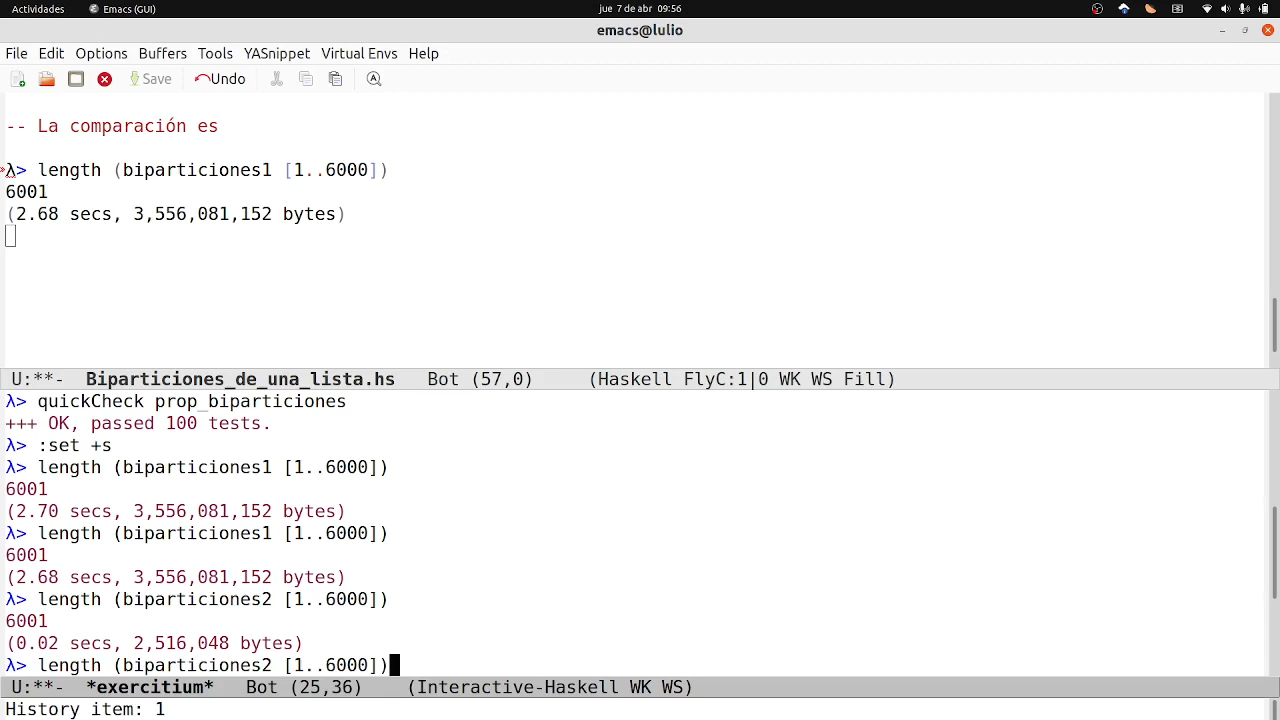 Actividades Emacs (GUI) jue 7 de abr 09:56
emacs@lulio
File Edit Options Buffers Tools YASnippet Virtual Envs Help
Save Undo
-- La comparación es
λ> length (biparticiones1 [1..6000])
6001
(2.68 secs, 3,556,081,152 bytes)
U:**- Biparticiones_de_una_lista.hs Bot (57,0) (Haskell FlyC:1|0 WK WS Fill)
λ> quickCheck prop_biparticiones
+++ OK, passed 100 tests.
λ> :set +s
λ> length (biparticiones1 [1..6000])
6001
(2.70 secs, 3,556,081,152 bytes)
λ> length (biparticiones1 [1..6000])
6001
(2.68 secs, 3,556,081,152 bytes)
λ> length (biparticiones2 [1..6000])
6001
(0.02 secs, 2,516,048 bytes)
λ> length (biparticiones2 [1..6000])
U:**- *exercitium* Bot (25,36) (Interactive-Haskell WK WS)
History item: 1